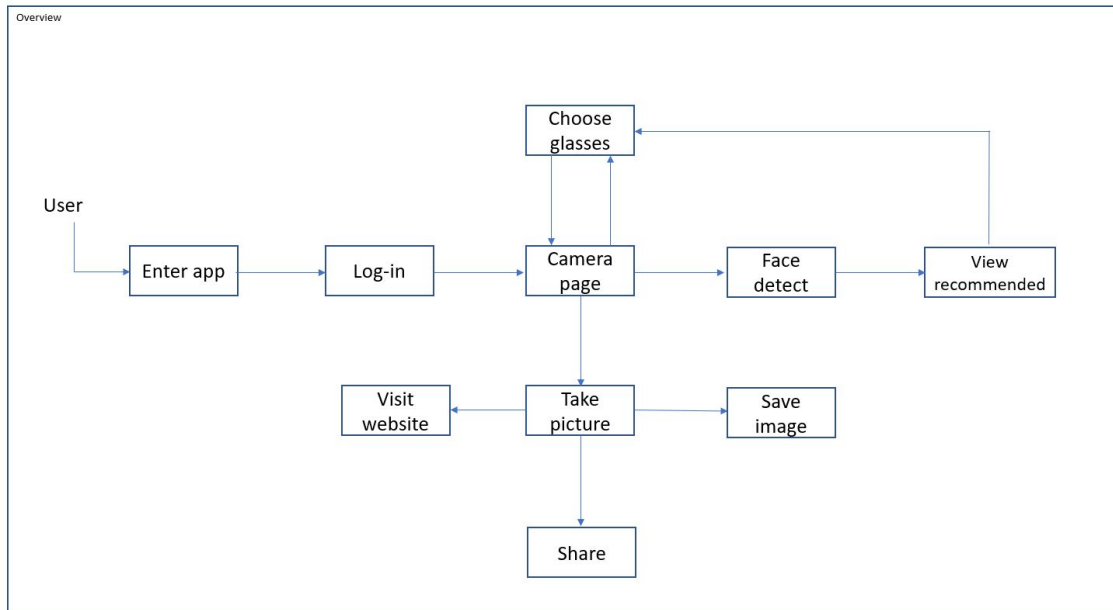 Overview
Choose
glasses
User
Enter app
Log-in
Camera
page
Face
detect
View
recommended
Visit
website
Take
picture
Save
image
Share